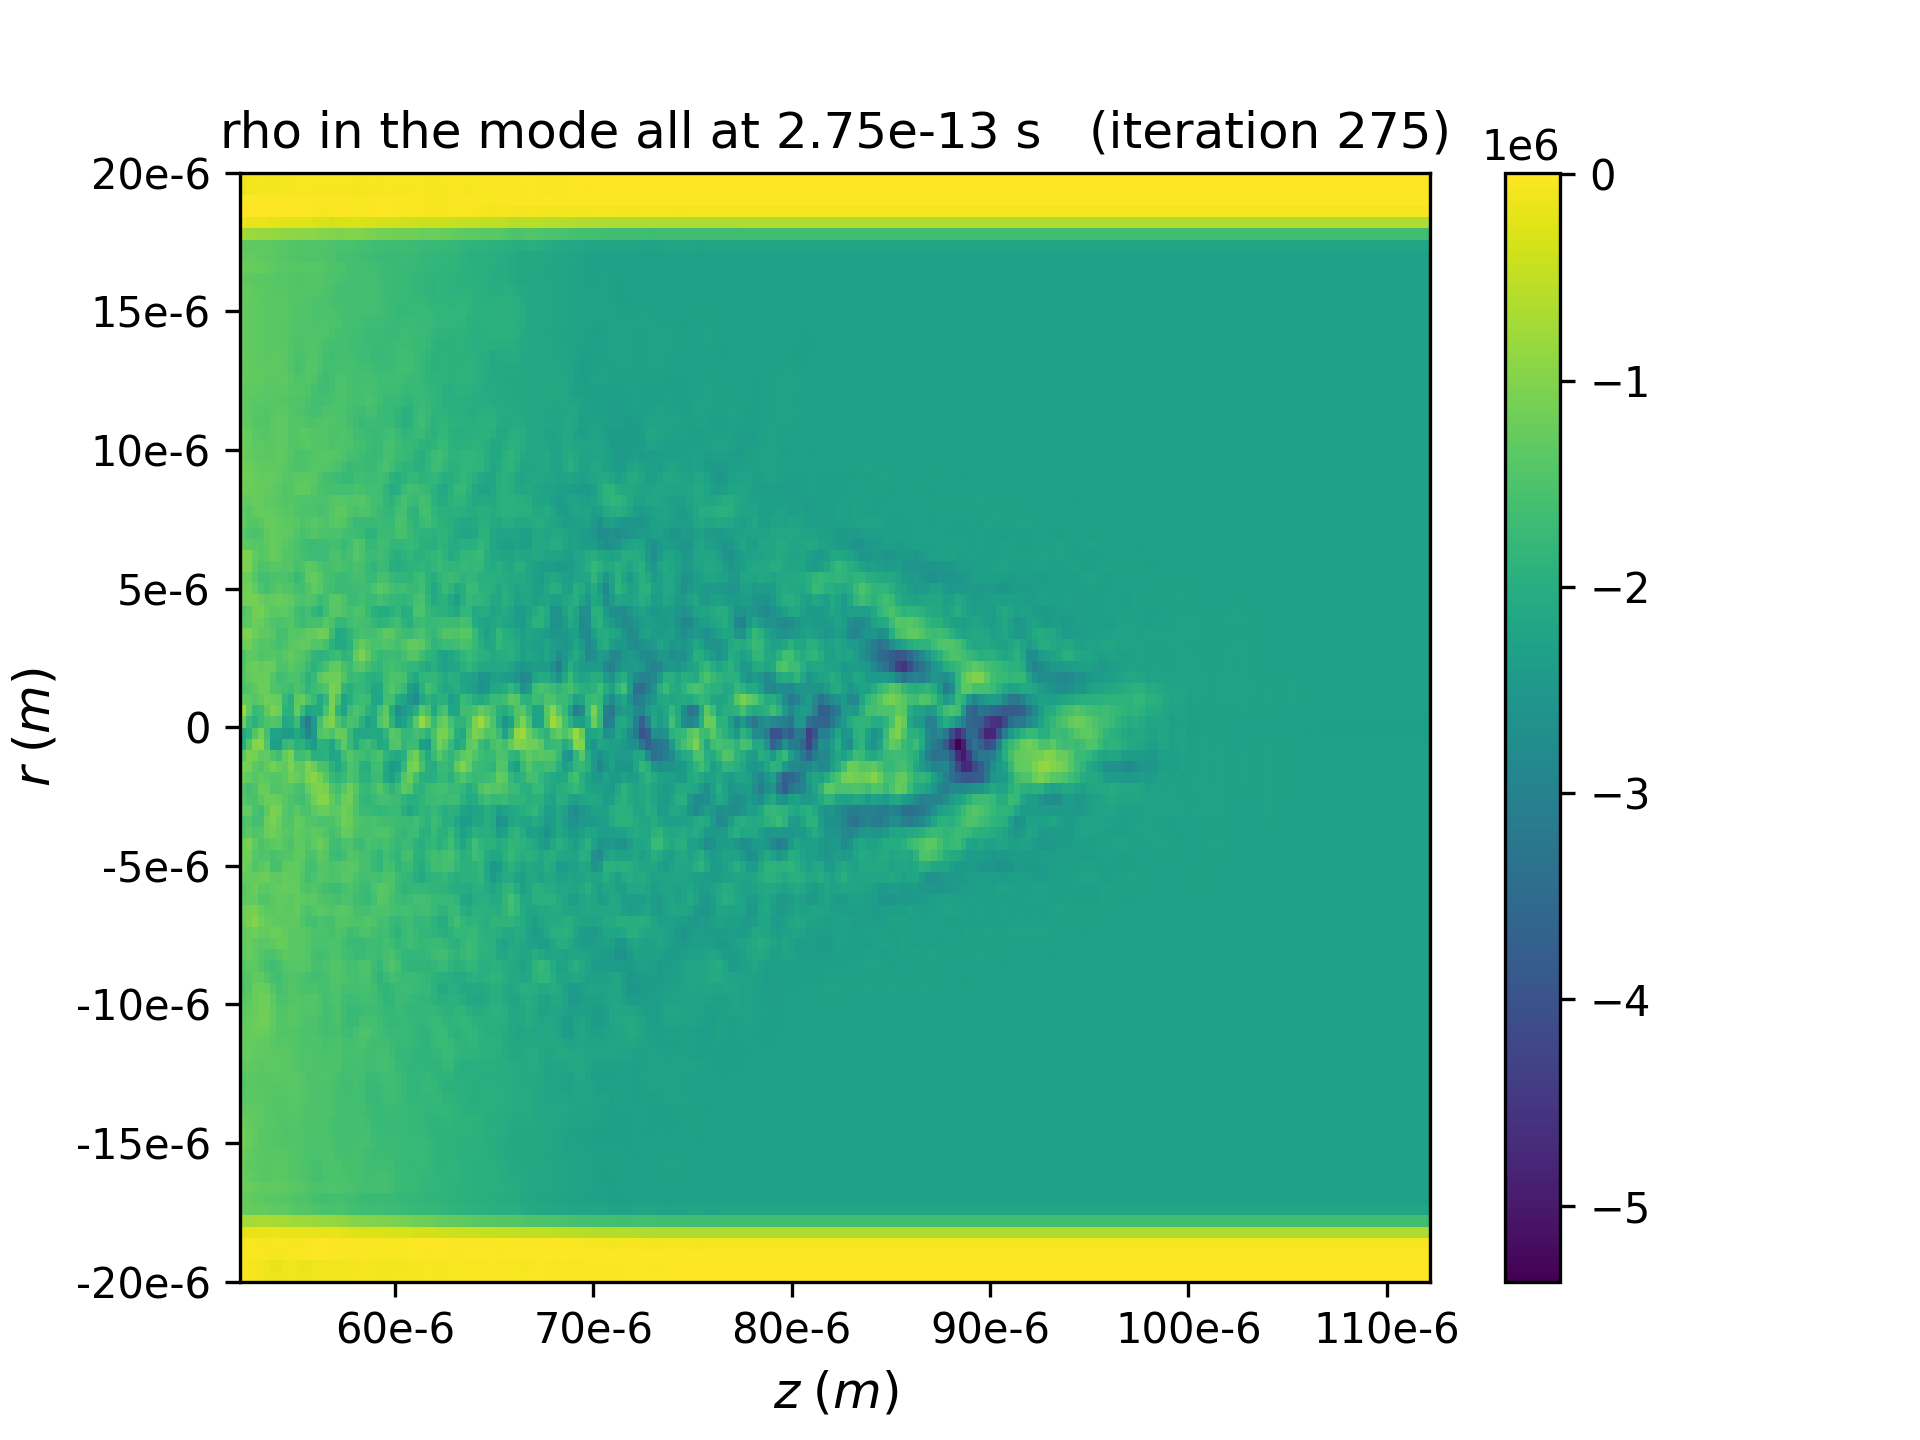 rho in the mode all at 2.75e-13 s   (iteration 275)
1e6
20e-6
15e-6
10e-6
5e-6
0
-5e-6
-10e-6
-15e-6
-20e-6
r (m)
60e-6
70e-6
80e-6
90e-6
100e-6
110e-6
z (m)
0
−1
−2
−3
−4
−5